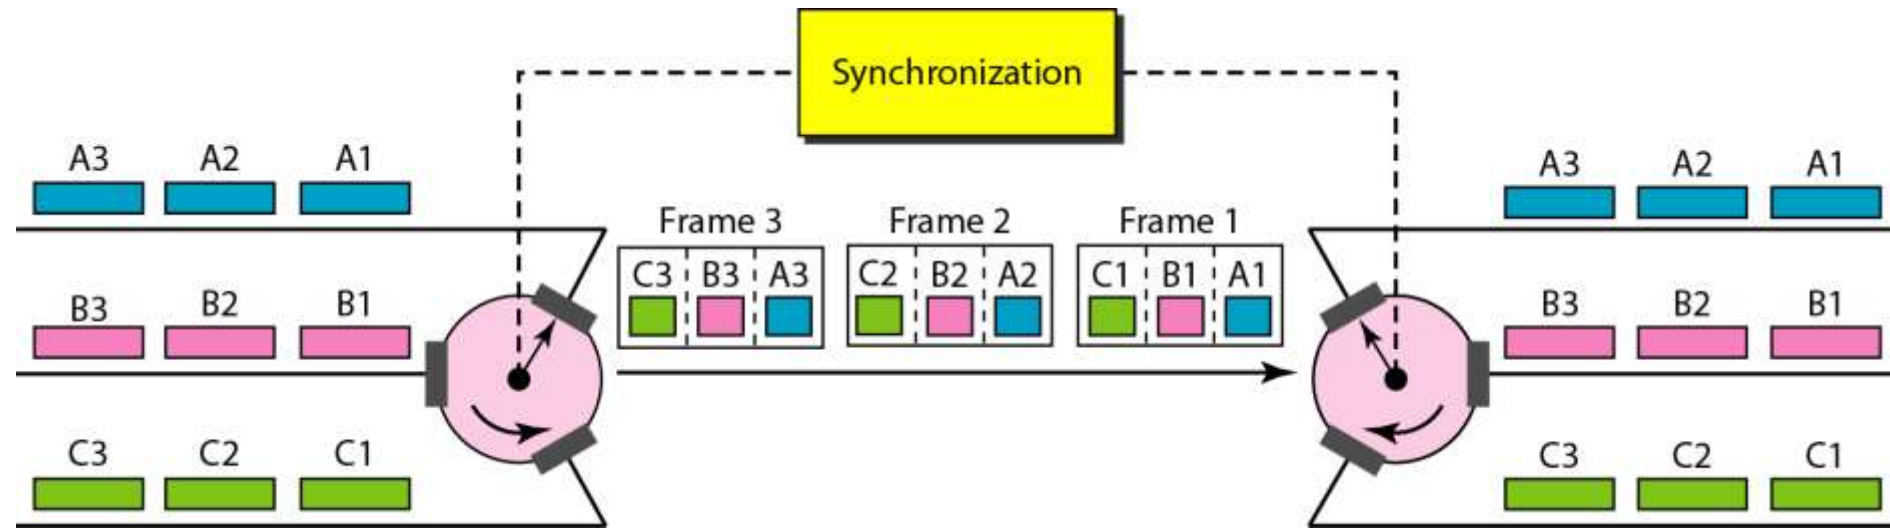 Synchronization
A3 A2 A1
A3 A2 A1
Frame 3 Frame 2 Frame 1
C3 B3 A3 C2 B2 A2 C1 B1 A1
B3 B2 B1
B3 B2 B1
C3 C2 C1
C3 C2 C1